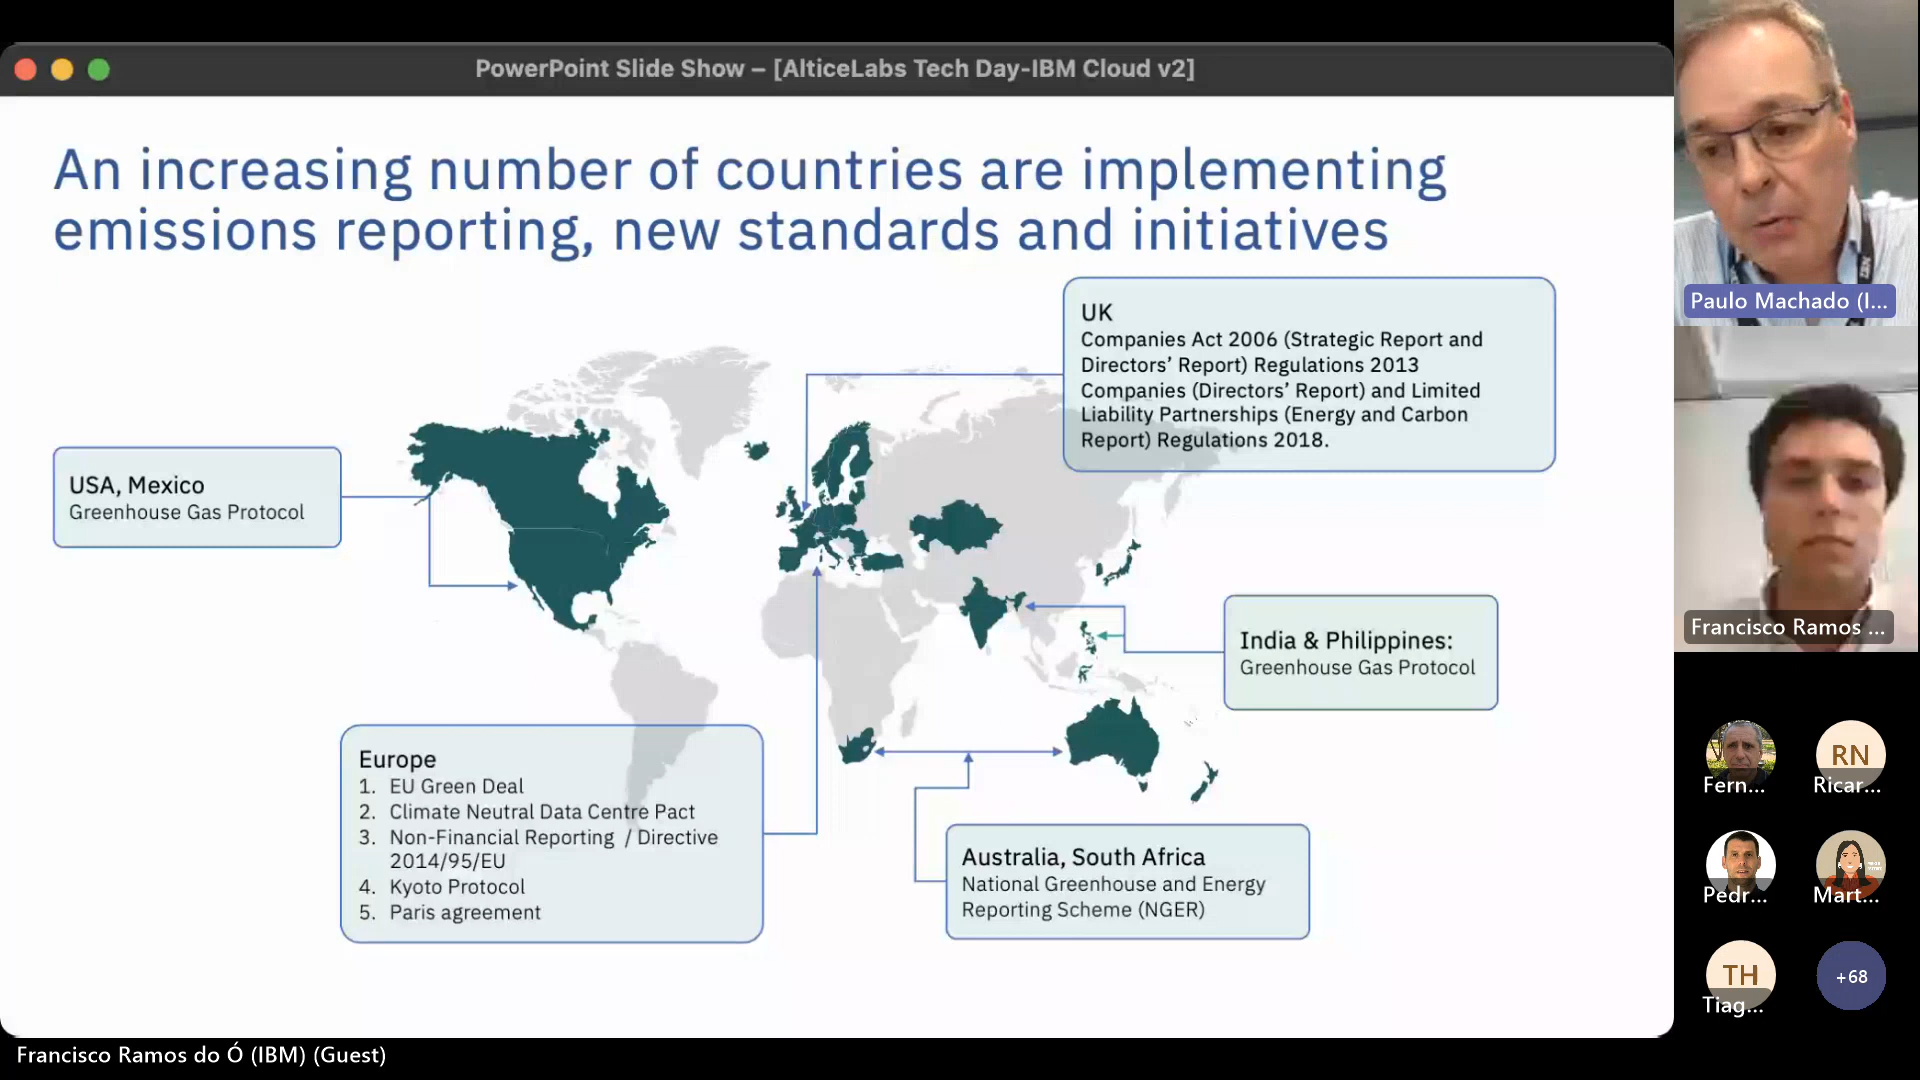 PowerPoint Slide Show – [AlticeLabs Tech Day-IBM Cloud v2]
An increasing number of countries are implementing
emissions reporting, new standards and initiatives
UK
Companies Act 2006 (Strategic Report and
Directors’ Report) Regulations 2013
Companies (Directors’ Report) and Limited
Liability Partnerships (Energy and Carbon
Report) Regulations 2018.
USA, Mexico
Greenhouse Gas Protocol
India & Philippines:
Greenhouse Gas Protocol
Europe
1. EU Green Deal
2. Climate Neutral Data Centre Pact
3. Non-Financial Reporting / Directive
2014/95/EU
4. Kyoto Protocol
5. Paris agreement
Australia, South Africa
National Greenhouse and Energy
Reporting Scheme (NGER)
Paulo Machado (I...
Francisco Ramos ...
Fern...
RN
Ricar...
Pedr...
Mart...
TH
Tiag...
+68
Francisco Ramos do Ó (IBM) (Guest)